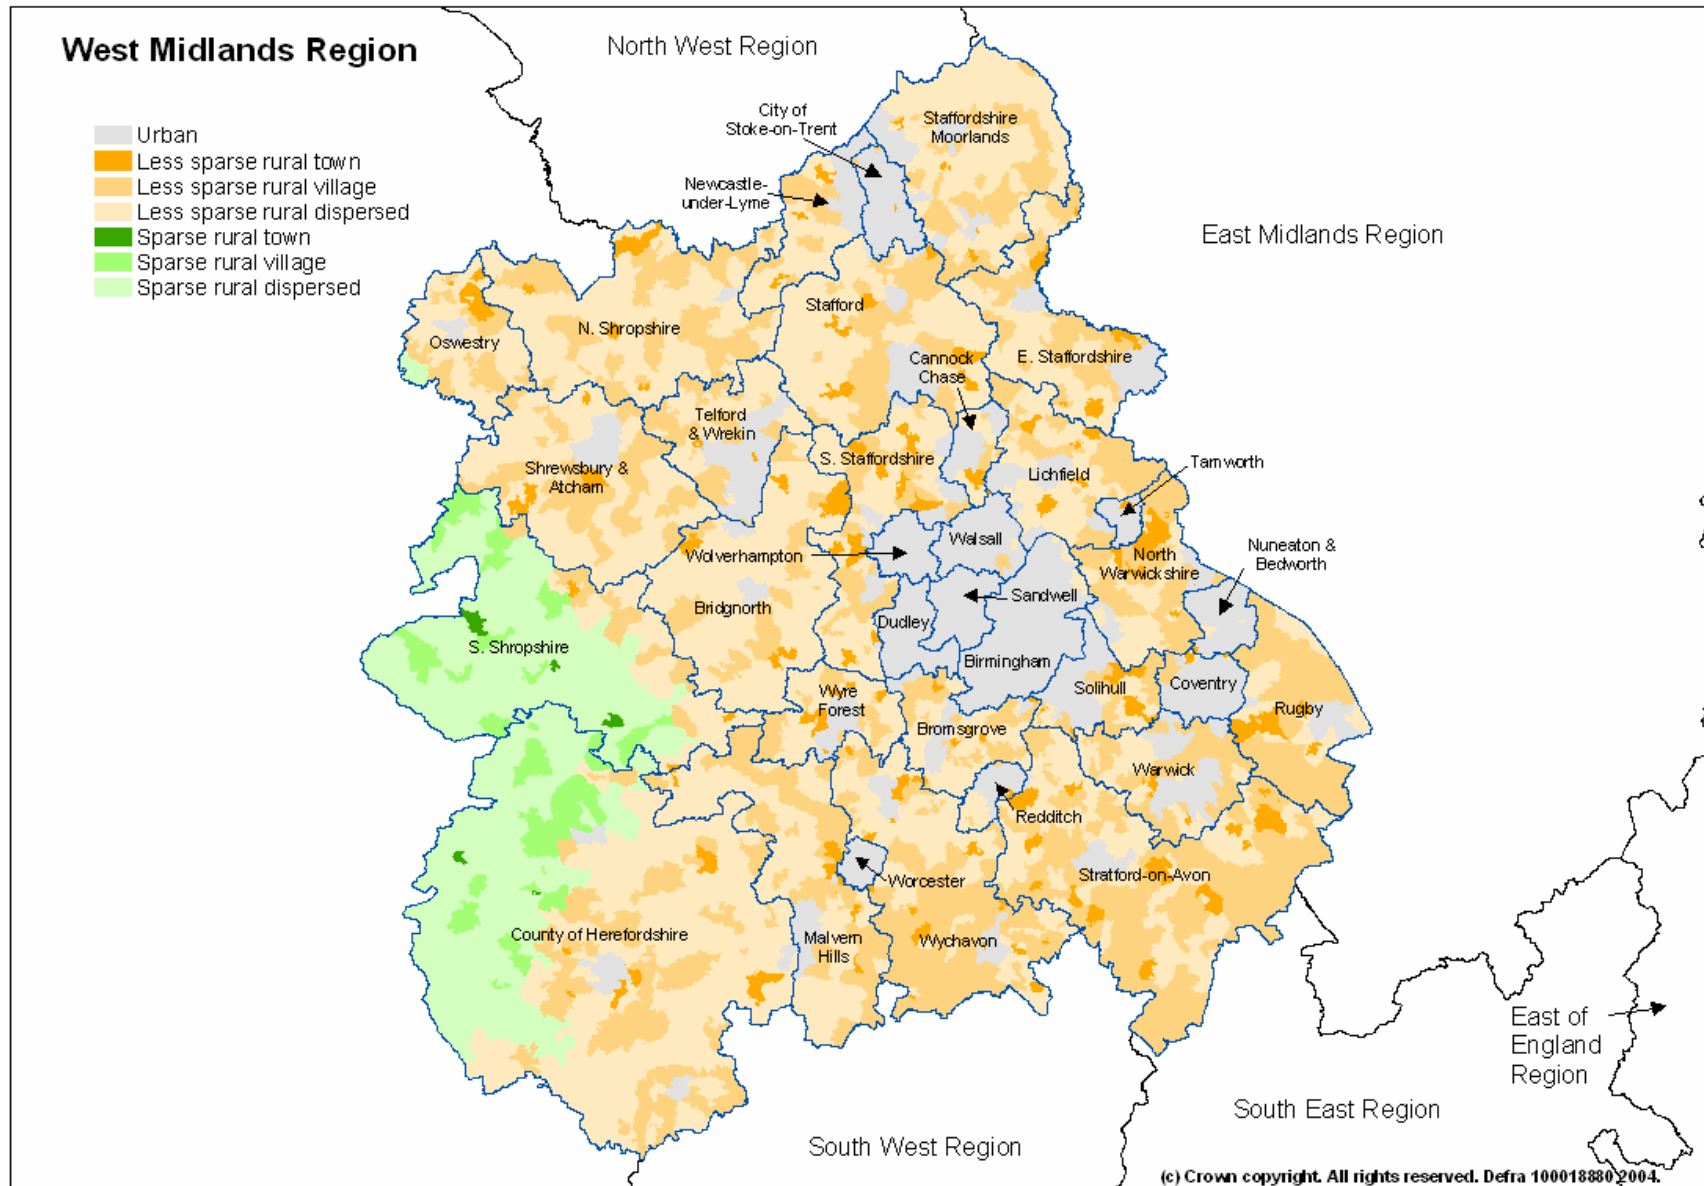 West Midlands Region
Urban
Less sparse rural town
Less sparse rural village
Less sparse rural dispersed
Sparse rural town
Sparse rural village
Sparse rural dispersed
North West Region
City of
Stoke-on-Trent
Staffordshire
Moorlands
Newcastle-
under-Lyme
East Midlands Region
Stafford
N. Shropshire
Oswestry
Cannock
Chase
E. Staffordshire
Telford
& Wrekin
S. Staffordshire
Shrewsbury &
Atcham
Lichfield
Tamworth
Wolverhampton
Walsall
North
Warwickshire
Nuneaton &
Bedworth
Sandwell
Bridgnorth
Dudley
S. Shropshire
Birmingham
Solihull
Coventry
Wyre
Forest
Bromsgrove
Rugby
Warwick
Redditch
Worcester
Stratford-on-Avon
County of Herefordshire
Malvern
Hills
Wychavon
East of
England
Region
South East Region
South West Region
(c) Crown copyright. All rights reserved. Defra 100018880 2004.